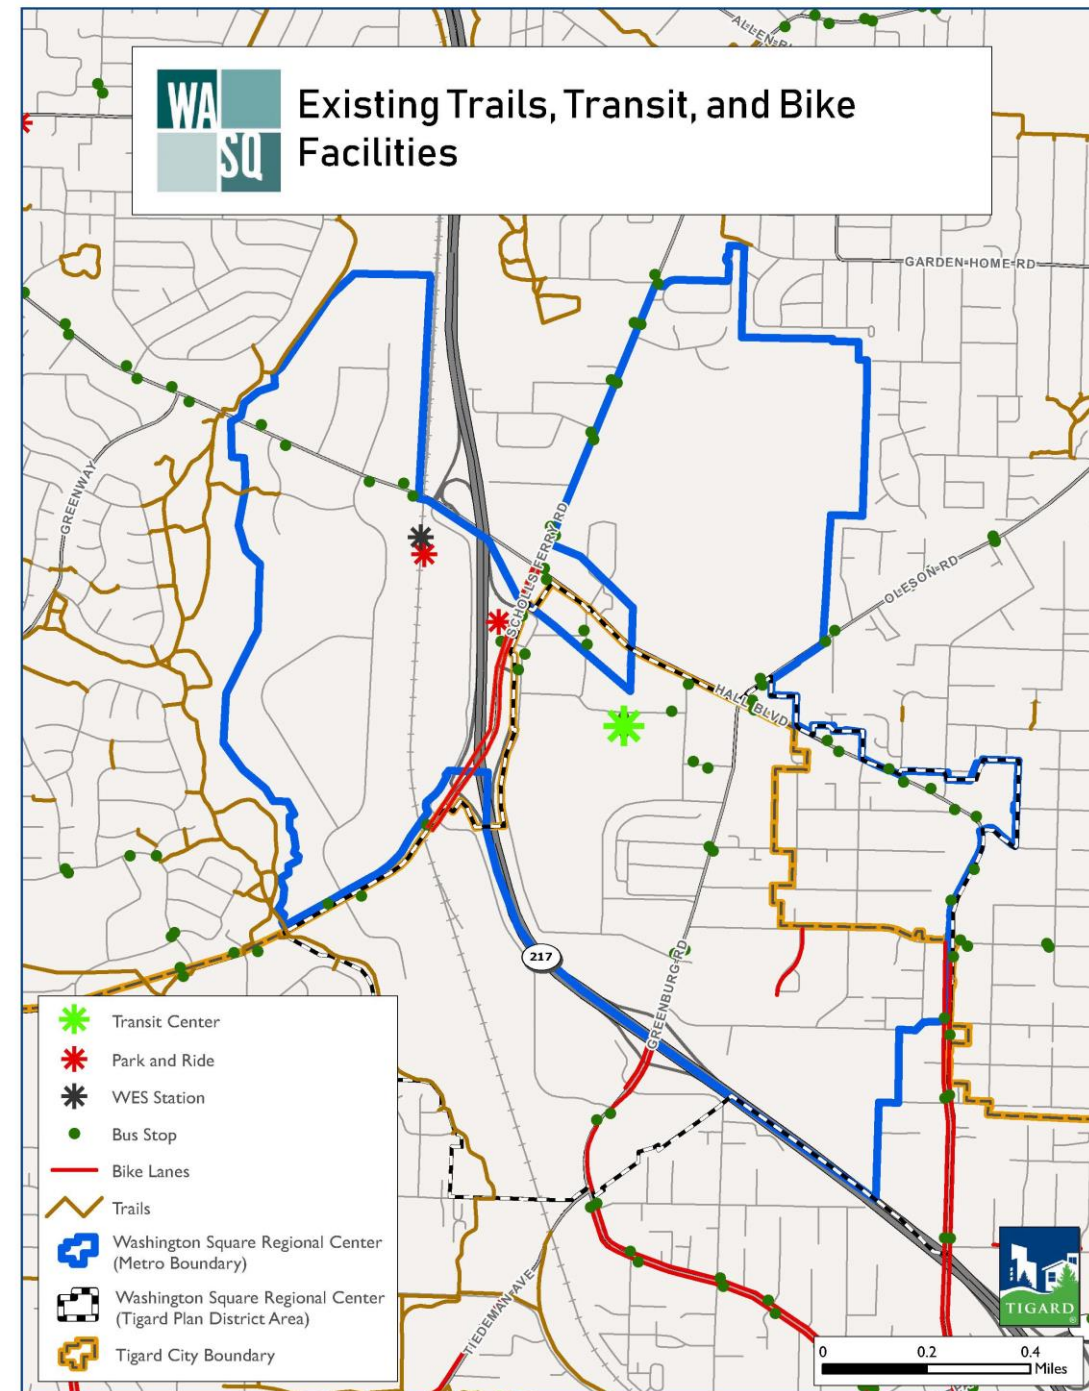 ALLEN B
WA
SQ
Existing Trails, Transit, and Bike
Facilities
GARDEN HOME RD
GREENWAY
SCHOLLS FERRY RD
OLESON RD
HALL BLVD
217
GREENBURG RD
TIEDEMAN AVE
Transit Center
Park and Ride
WES Station
Bus Stop
Bike Lanes
Trails
Washington Square Regional Center
(Metro Boundary)
Washington Square Regional Center
(Tigard Plan District Area)
Tigard City Boundary
TIGARD
0 0.2 0.4
Miles